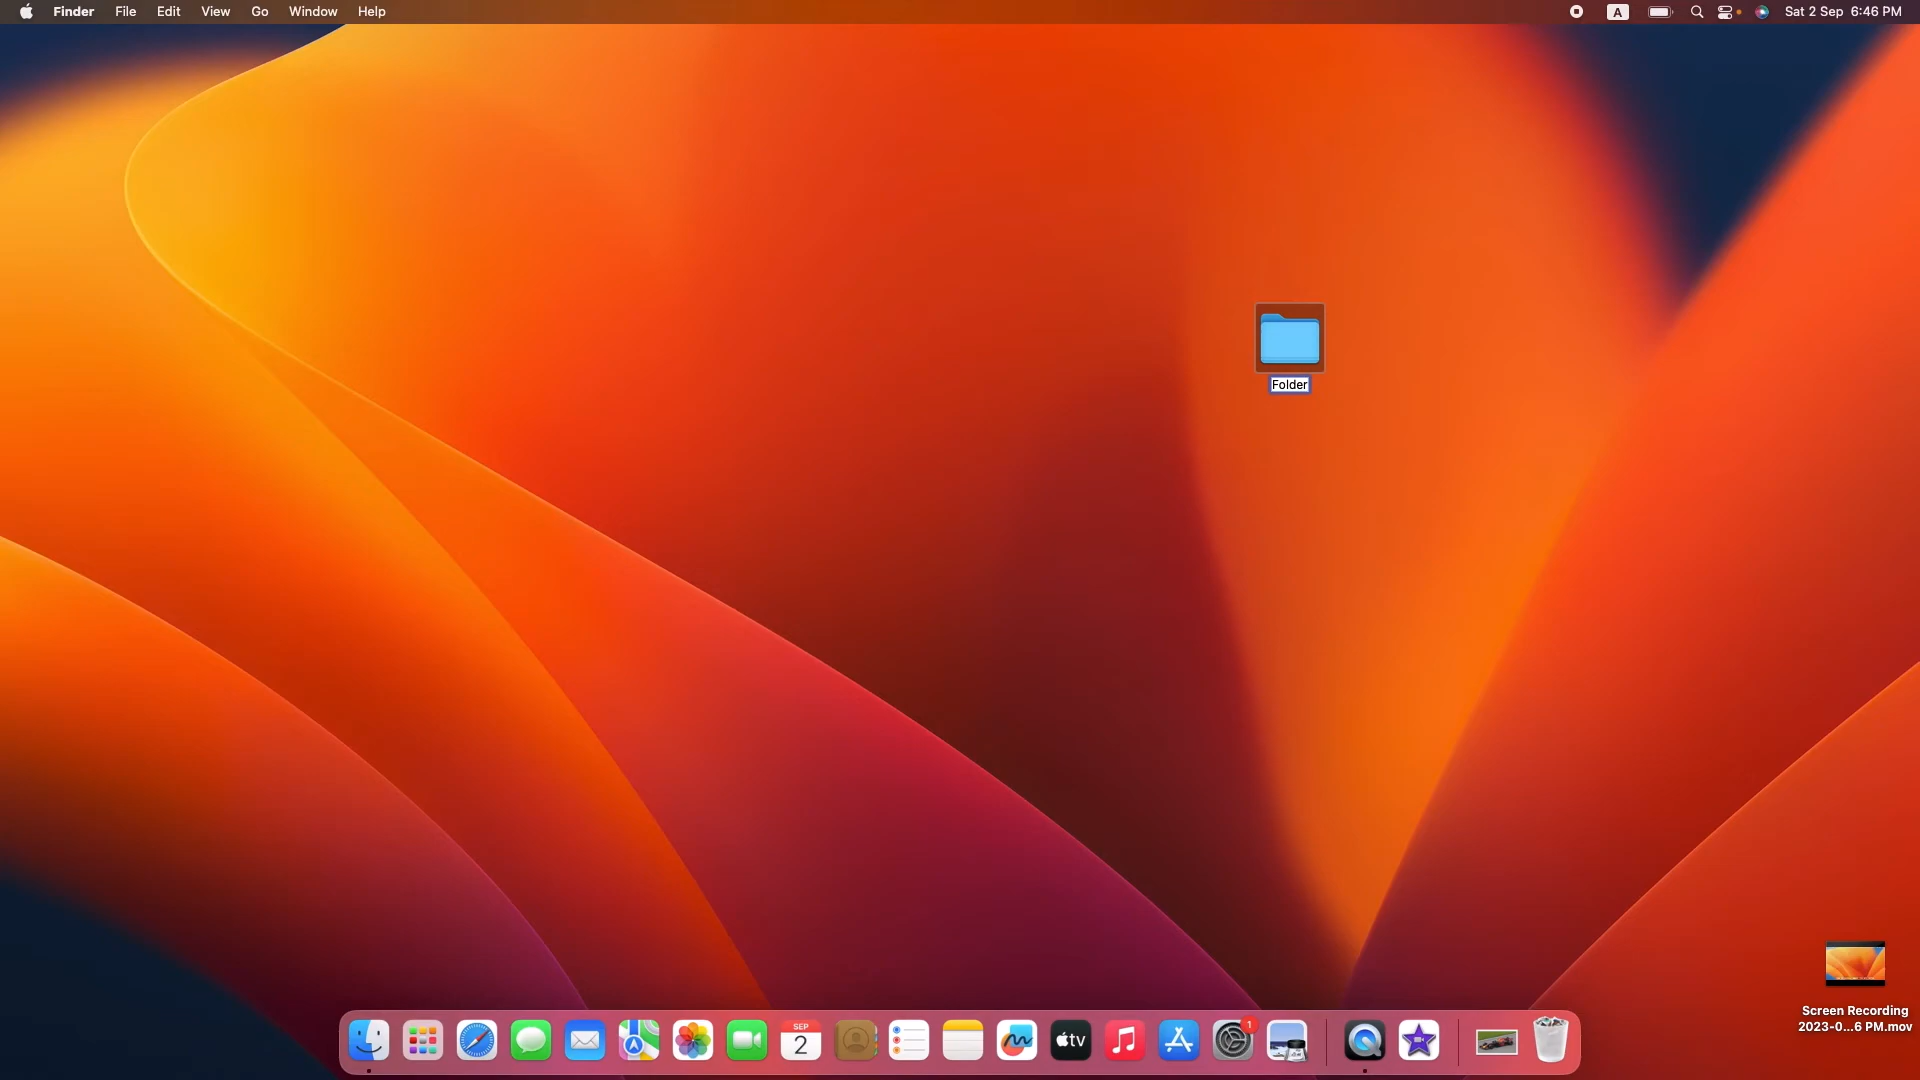 Finder File Edit View Go Window Help
A Sat 2 Sep 6:46 PM
Folder
Screen Recording
2023-0...6 PM.mov
SEP
2
tv
1